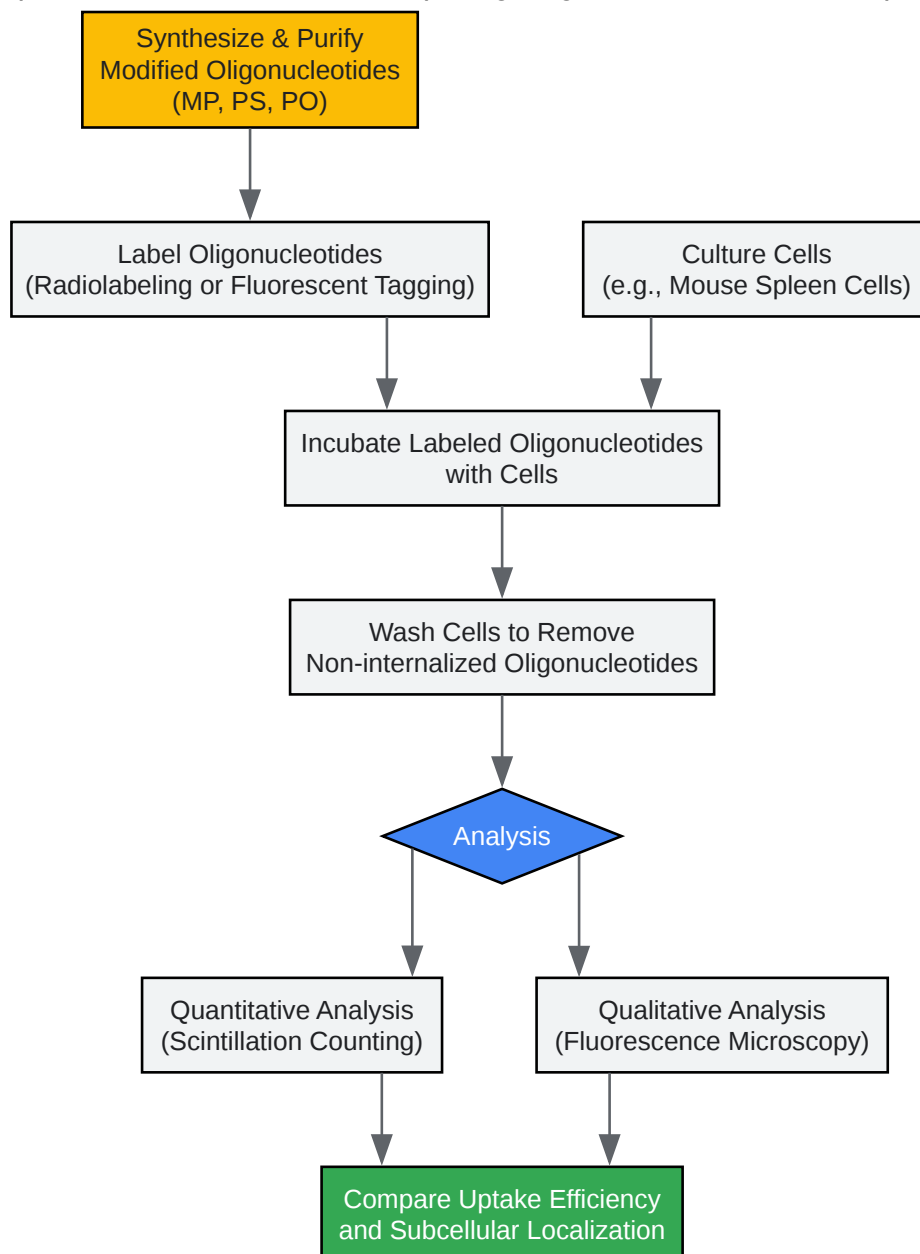 Synthesize & Purify
Modified Oligonucleotides
(MP, PS, PO)
Label Oligonucleotides
(Radiolabeling or Fluorescent Tagging)
Culture Cells
(e.g., Mouse Spleen Cells)
Incubate Labeled Oligonucleotides
with Cells
Wash Cells to Remove
Non-internalized Oligonucleotides
Analysis
Quantitative Analysis
(Scintillation Counting)
Qualitative Analysis
(Fluorescence Microscopy)
Compare Uptake Efficiency
and Subcellular Localization